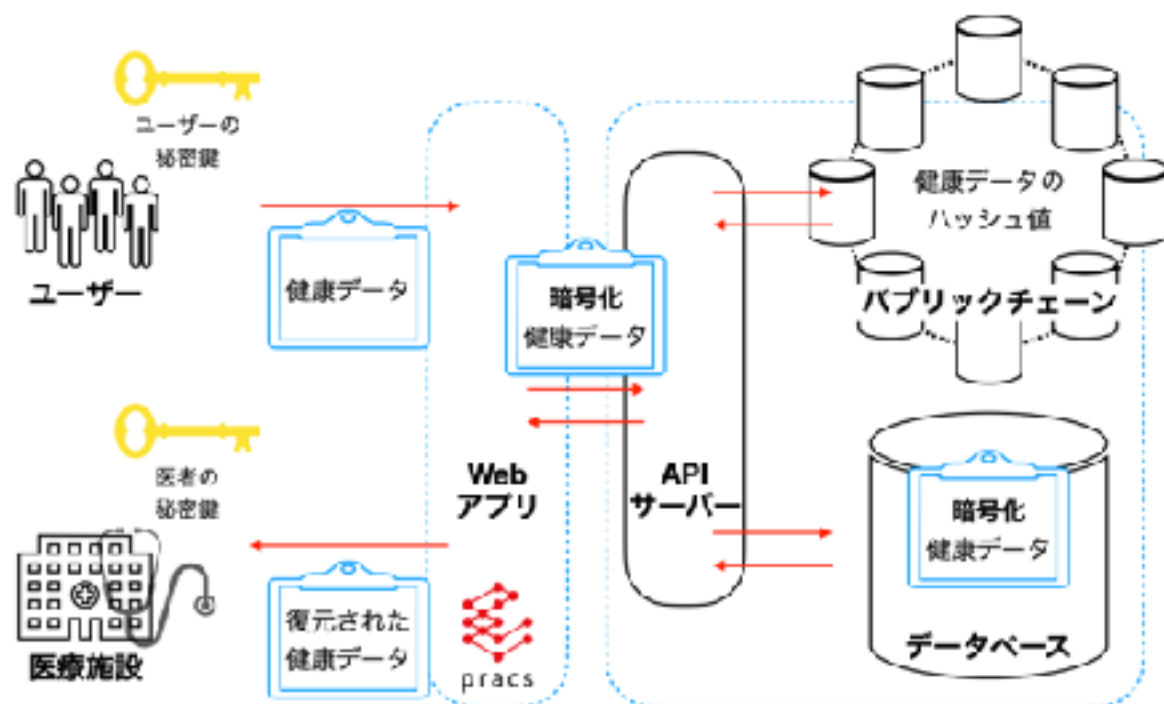 ユーザーの
秘密鍵
ユーザー
健康データ
暗号化
健康データ
健康データの
ハッシュ値
パブリックチェーン
医者の
秘密鍵
医療施設
復元された
健康データ
Web
アプリ
pracs
API
サーバー
暗号化
健康データ
データベース